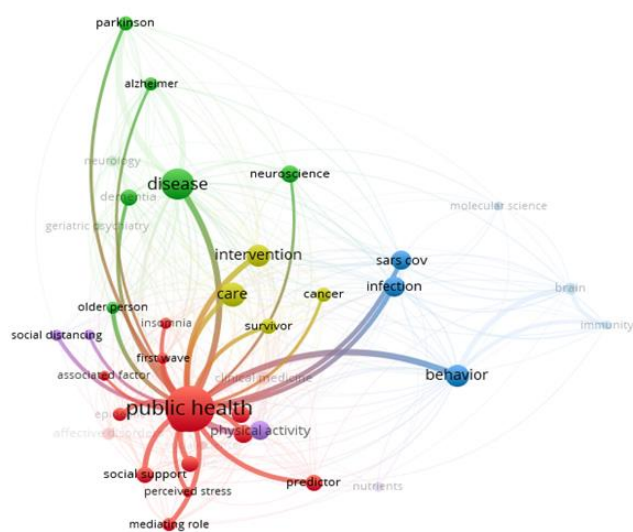 parkinson
alzheimer
neurology
disease
neuroscience
dementia
molecular science
geriatric psychiatry
intervention
sars cov
infection
brain
care
cancer
older person
insomnia
survivor
immunity
social distancing
first wave
associated factor
clinical medicine
behavior
public health
physical activity
affective disorder
social support
predictor
nutrients
perceived stress
mediating role